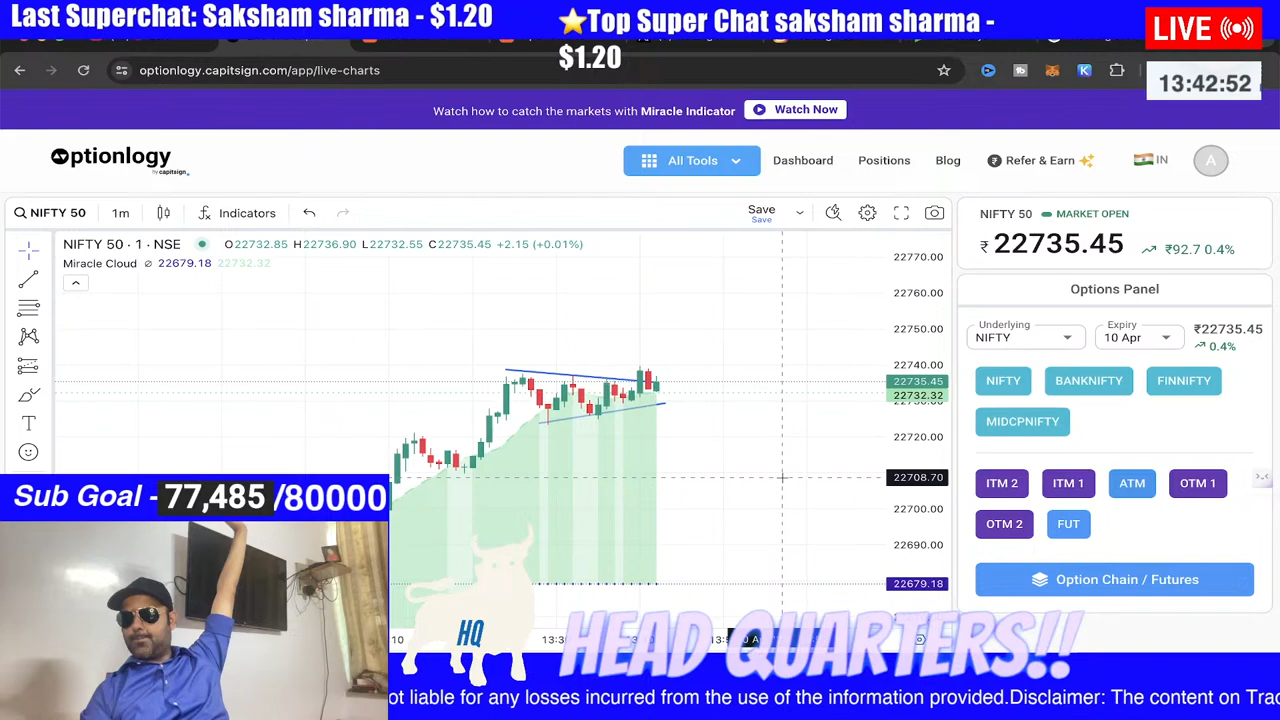 Last Superchat: Saksham sharma - $1.20
⭐Top Super Chat saksham sharma -
$1.20
LIVE
optionlogy.capitsign.com/app/live-charts
13:42:52
Watch how to catch the markets with Miracle Indicator
Watch Now
optionlogy
by capitsign.
All Tools
Dashboard
Positions
Blog
Refer & Earn
IN
A
NIFTY 50
1m
Indicators
Save
Save
NIFTY 50 · 1 · NSE
O22732.85 H22736.90 L22732.55 C22735.45 +2.15 (+0.01%)
Miracle Cloud ⌀ 22679.18 22732.32
22770.00
22760.00
22750.00
22740.00
22735.45
22732.32
22720.00
22708.70
22700.00
22690.00
22679.18
NIFTY 50
MARKET OPEN
₹ 22735.45
₹92.7 0.4%
Options Panel
Underlying
NIFTY
Expiry
10 Apr
₹22735.45
0.4%
NIFTY
BANKNIFTY
FINNIFTY
MIDCPNIFTY
ITM 2
ITM 1
ATM
OTM 1
OTM 2
FUT
Option Chain / Futures
Sub Goal - 77,485 /80000
HQ
HEAD QUARTERS!!
10
13:30
ot liable for any losses incurred from the use of the information provided.Disclaimer: The content on Trad